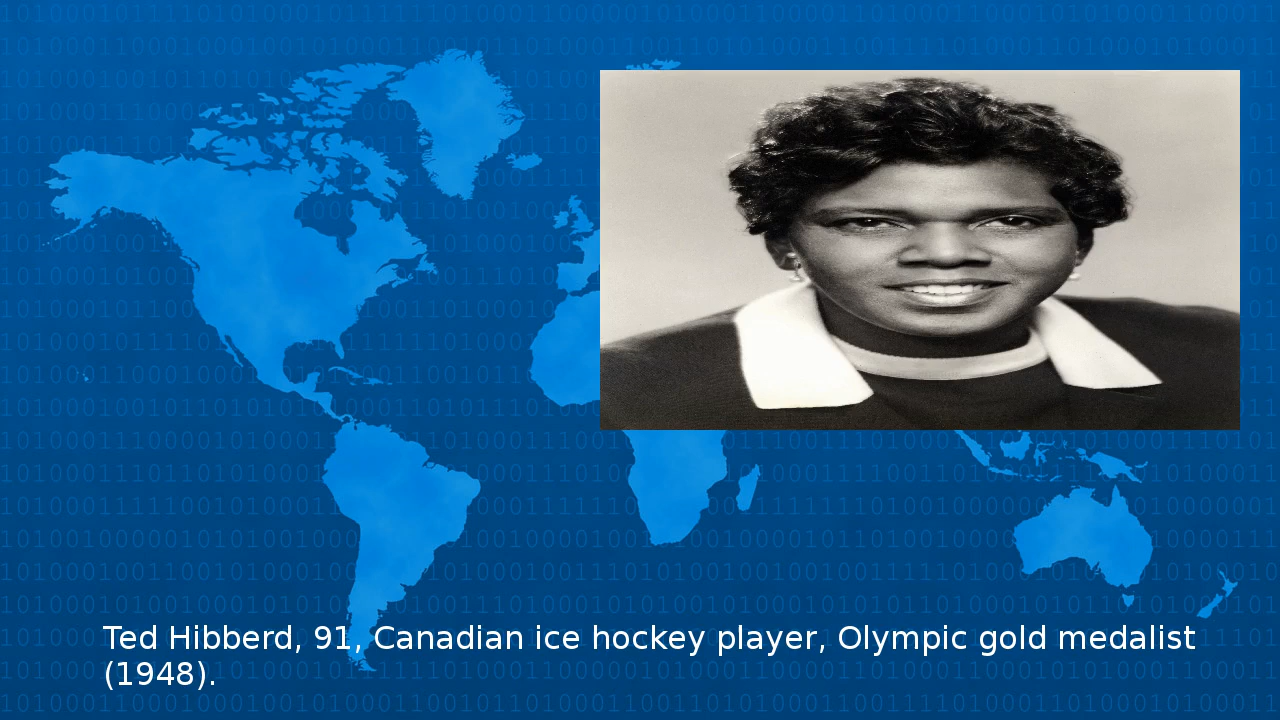 Ted Hibberd, 91, Canadian ice hockey player, Olympic gold medalist
(1948).